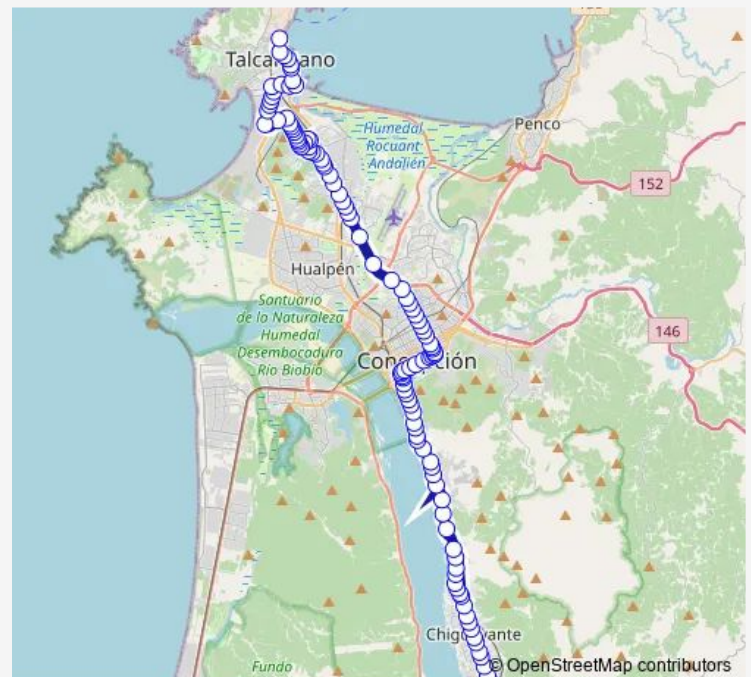 Talcahuano
Penco
Humedal
Rocuant
Andalién
152
Hualpén
Santuario
de la Naturaleza
Humedal
Desembocadura
Río Biobío
146
Concepción
Chiguayante
Fundo
© OpenStreetMap contributors